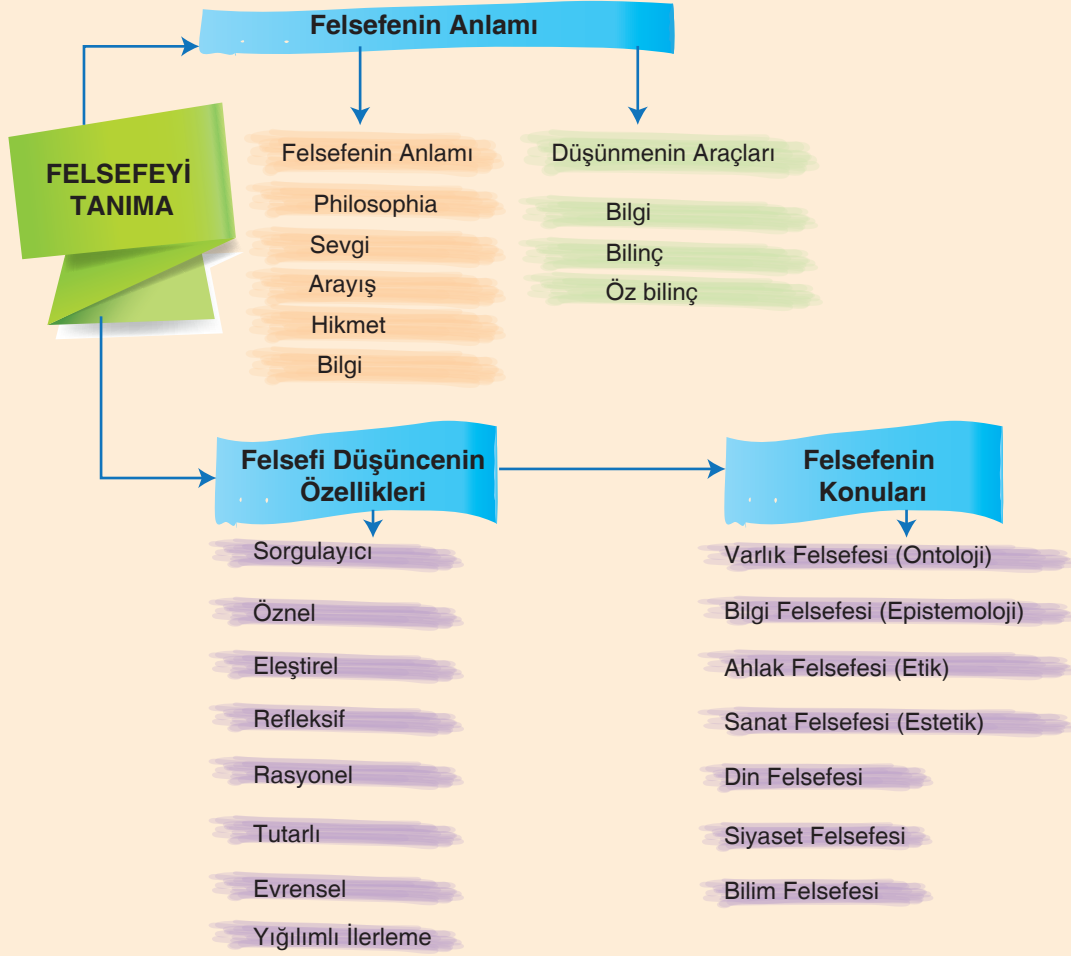 Felsefenin Anlamı
FELSEFEYİ
TANIMA
Felsefenin Anlamı
Philosophia
Sevgi
Arayış
Hikmet
Bilgi
Düşünmenin Araçları
Bilgi
Bilinç
Öz bilinç
Felsefi Düşüncenin
Özellikleri
Sorgulayıcı
Öznel
Eleştirel
Refleksif
Rasyonel
Tutarlı
Evrensel
Yığılımlı İlerleme
Felsefenin
Konuları
Varlık Felsefesi (Ontoloji)
Bilgi Felsefesi (Epistemoloji)
Ahlak Felsefesi (Etik)
Sanat Felsefesi (Estetik)
Din Felsefesi
Siyaset Felsefesi
Bilim Felsefesi